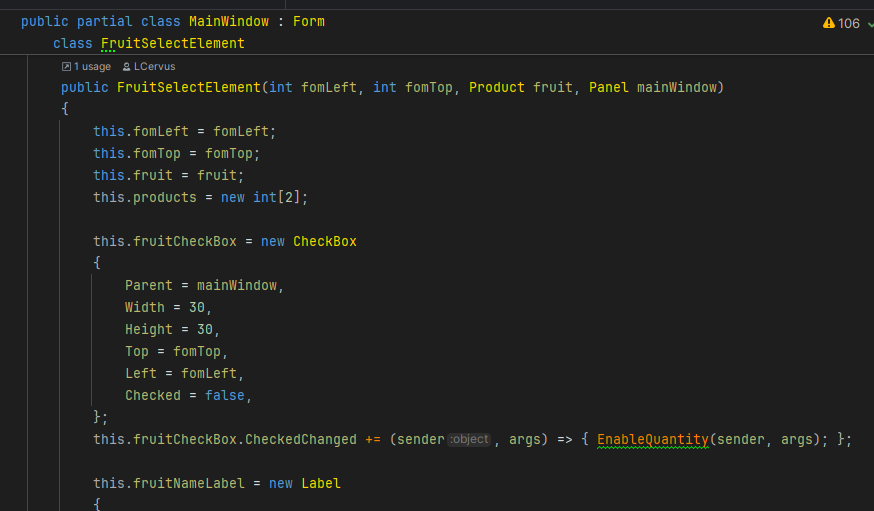 public partial class MainWindow : Form
106
class FruitSelectElement
1 usage LCervus
public FruitSelectElement(int fomLeft, int fomTop, Product fruit, Panel mainWindow)
{
this.fomLeft = fomLeft;
this.fomTop = fomTop;
this.fruit = fruit;
this.products = new int[2];
this.fruitCheckBox = new CheckBox
{
Parent = mainWindow,
Width = 30,
Height = 30,
Top = fomTop,
Left = fomLeft,
Checked = false,
};
this.fruitCheckBox.CheckedChanged += (sender :object , args) => { EnableQuantity(sender, args); };
this.fruitNameLabel = new Label
{